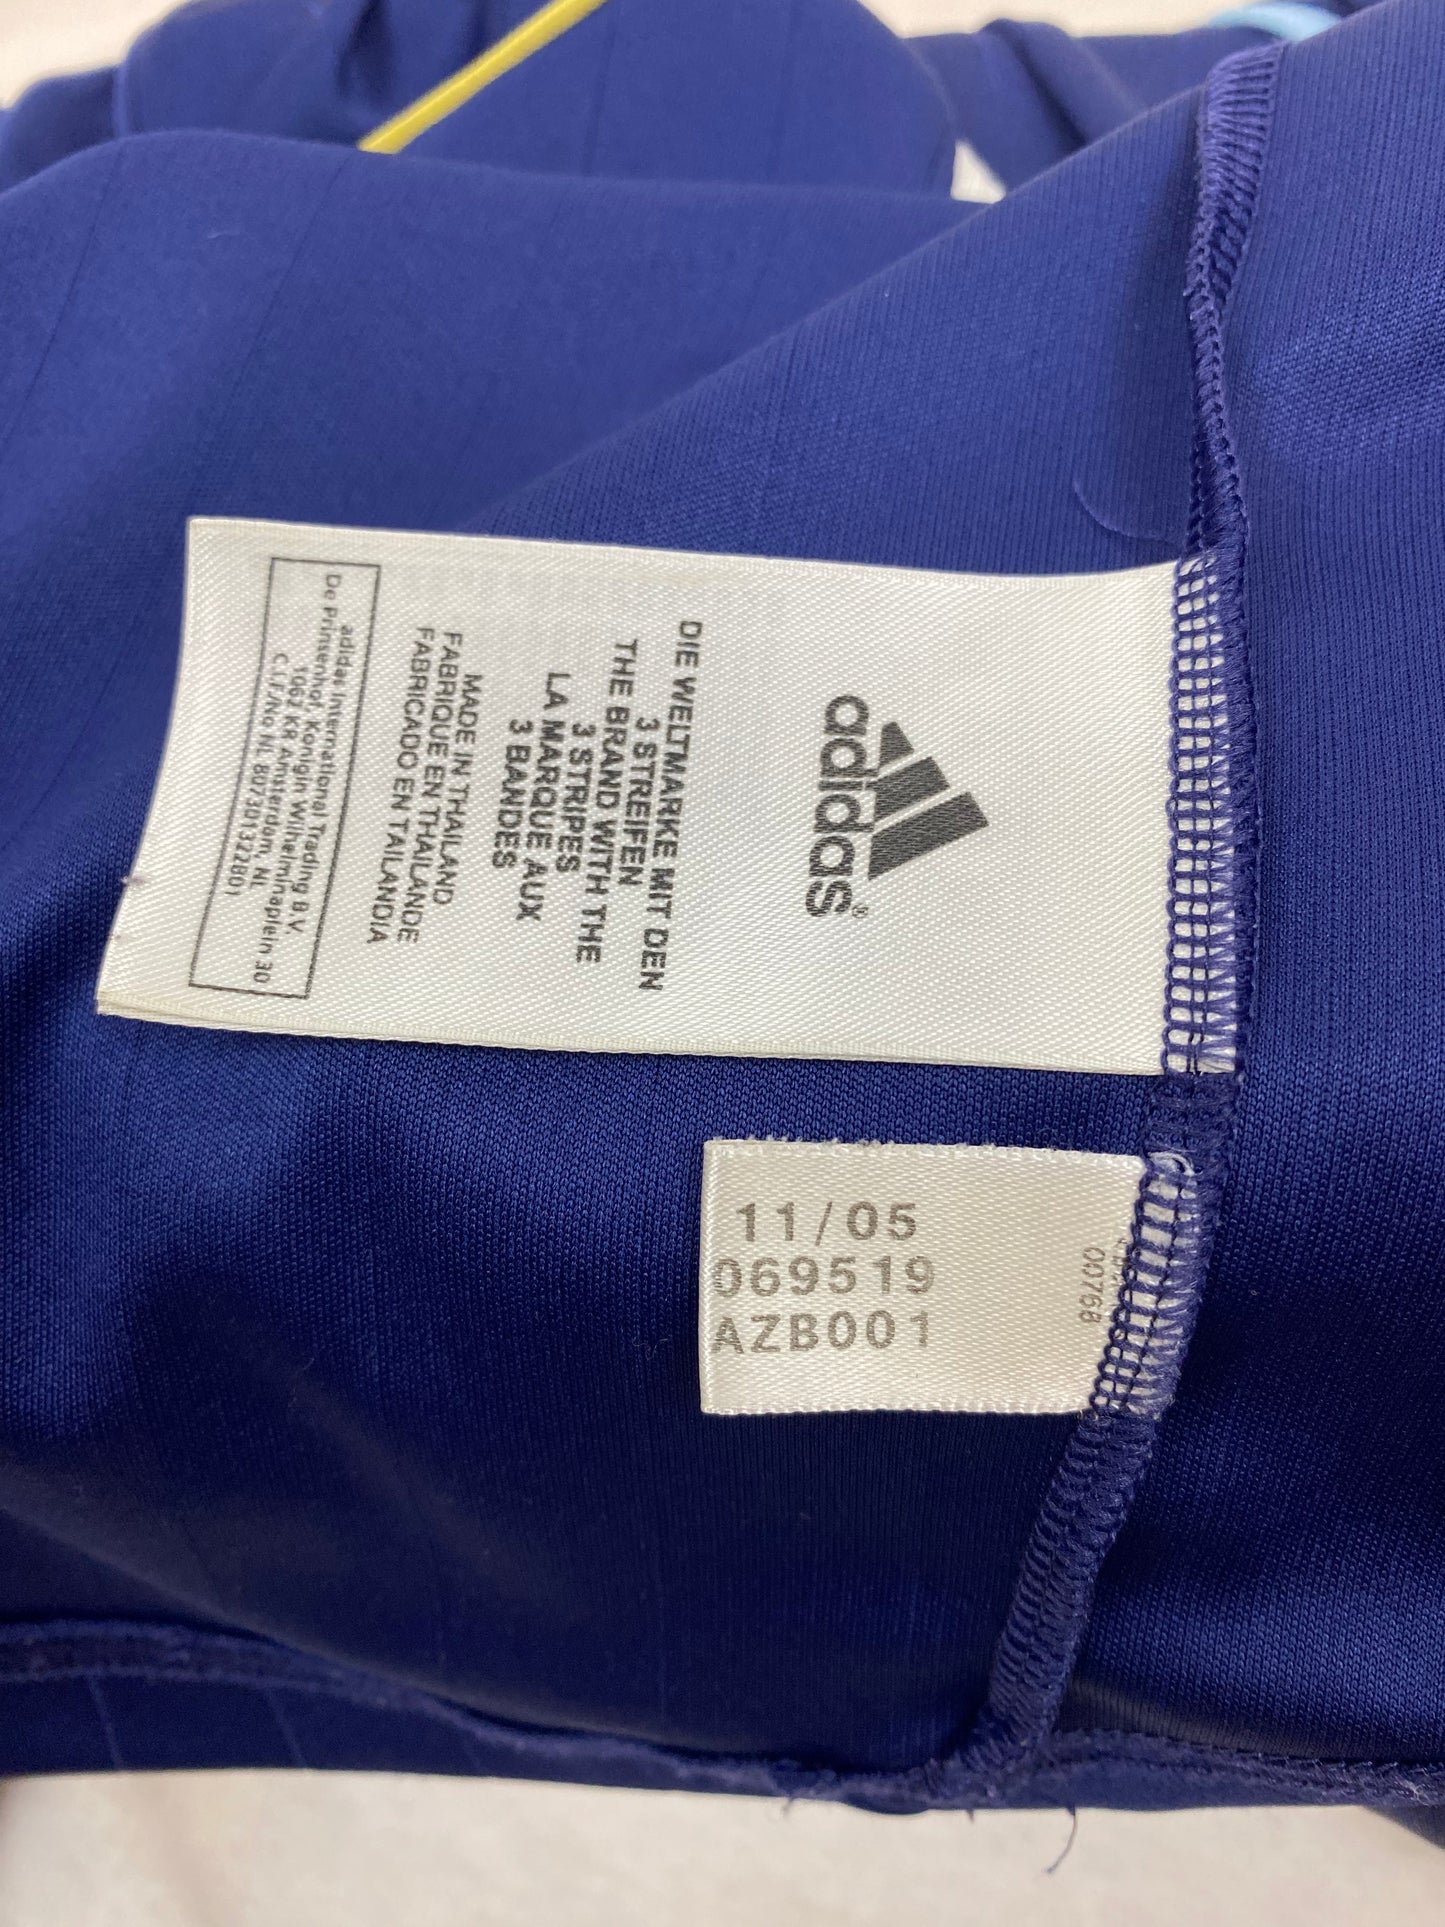 adidas®
DIE WELTMARKE MIT DEN
3 STREIFEN
THE BRAND WITH THE
3 STRIPES
LA MARQUE AUX
3 BANDES
MADE IN THAILAND
FABRIQUE EN THAILANDE
FABRICADO EN TAILANDIA
adidas International Trading B.V.
De Prinsenhof, Konigin Wilhelminaplein 30
1062 KR Amsterdam, NL
C.I.F/No NL 807301322B01
11/05
069519
AZB001
00768